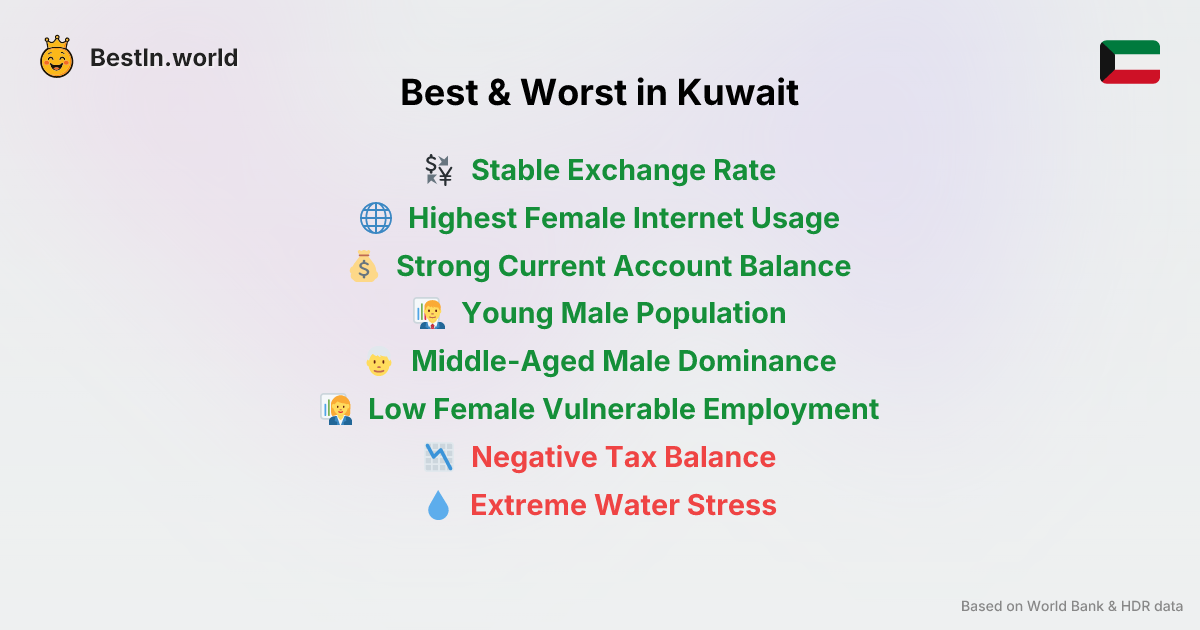 BestIn.world
Best & Worst in Kuwait
Stable Exchange Rate
Highest Female Internet Usage
Strong Current Account Balance
Young Male Population
Middle-Aged Male Dominance
Low Female Vulnerable Employment
Negative Tax Balance
Extreme Water Stress
Based on World Bank & HDR data